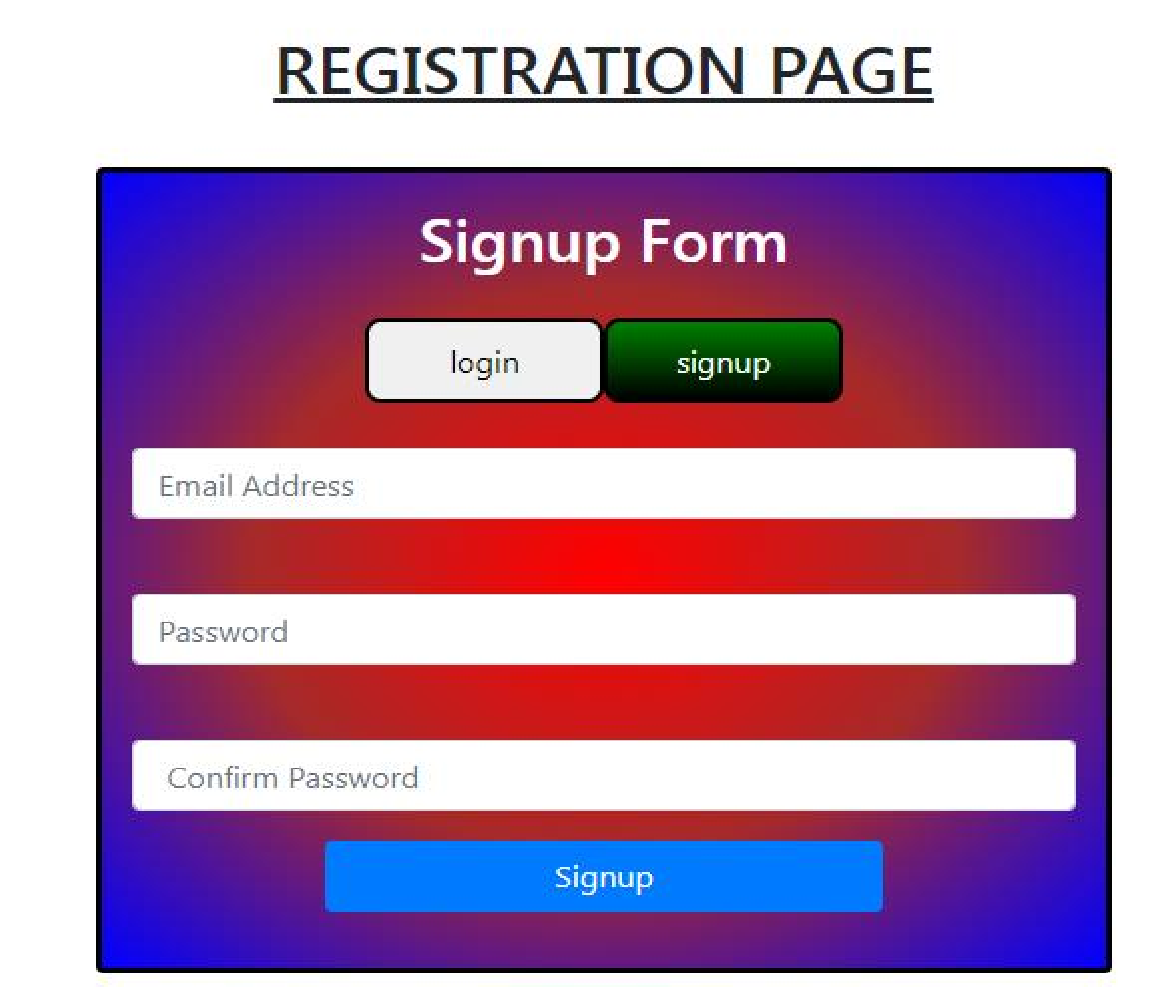 REGISTRATION PAGE
Signup Form
login signup
Email Address
Password
Confirm Password
Signup